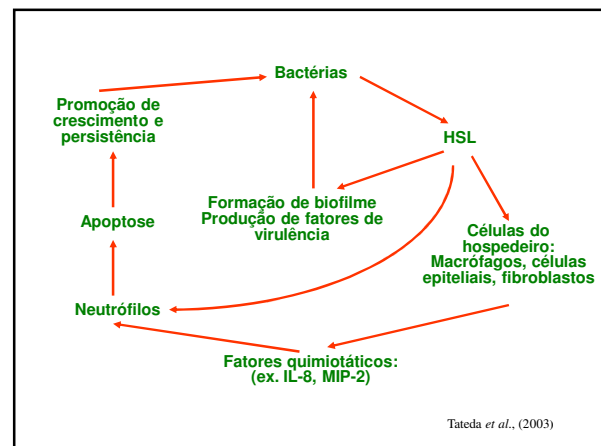 Bactérias
Promoção de
crescimento e
persistência
HSL
Formação de biofilme
Produção de fatores de
virulência
Apoptose
Células do
hospedeiro:
Macrófagos, células
epiteliais, fibroblastos
Neutrófilos
Fatores quimiotáticos:
(ex. IL-8, MIP-2)
Tateda et al., (2003)